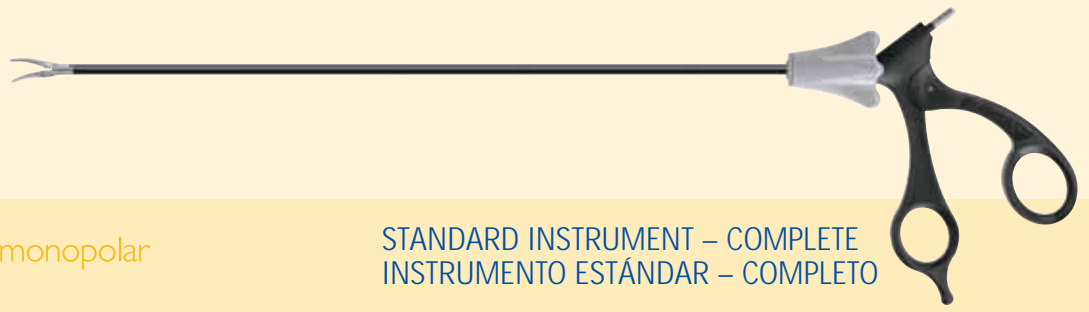 monopolar
STANDARD INSTRUMENT – COMPLETE
INSTRUMENTO ESTÁNDAR – COMPLETO